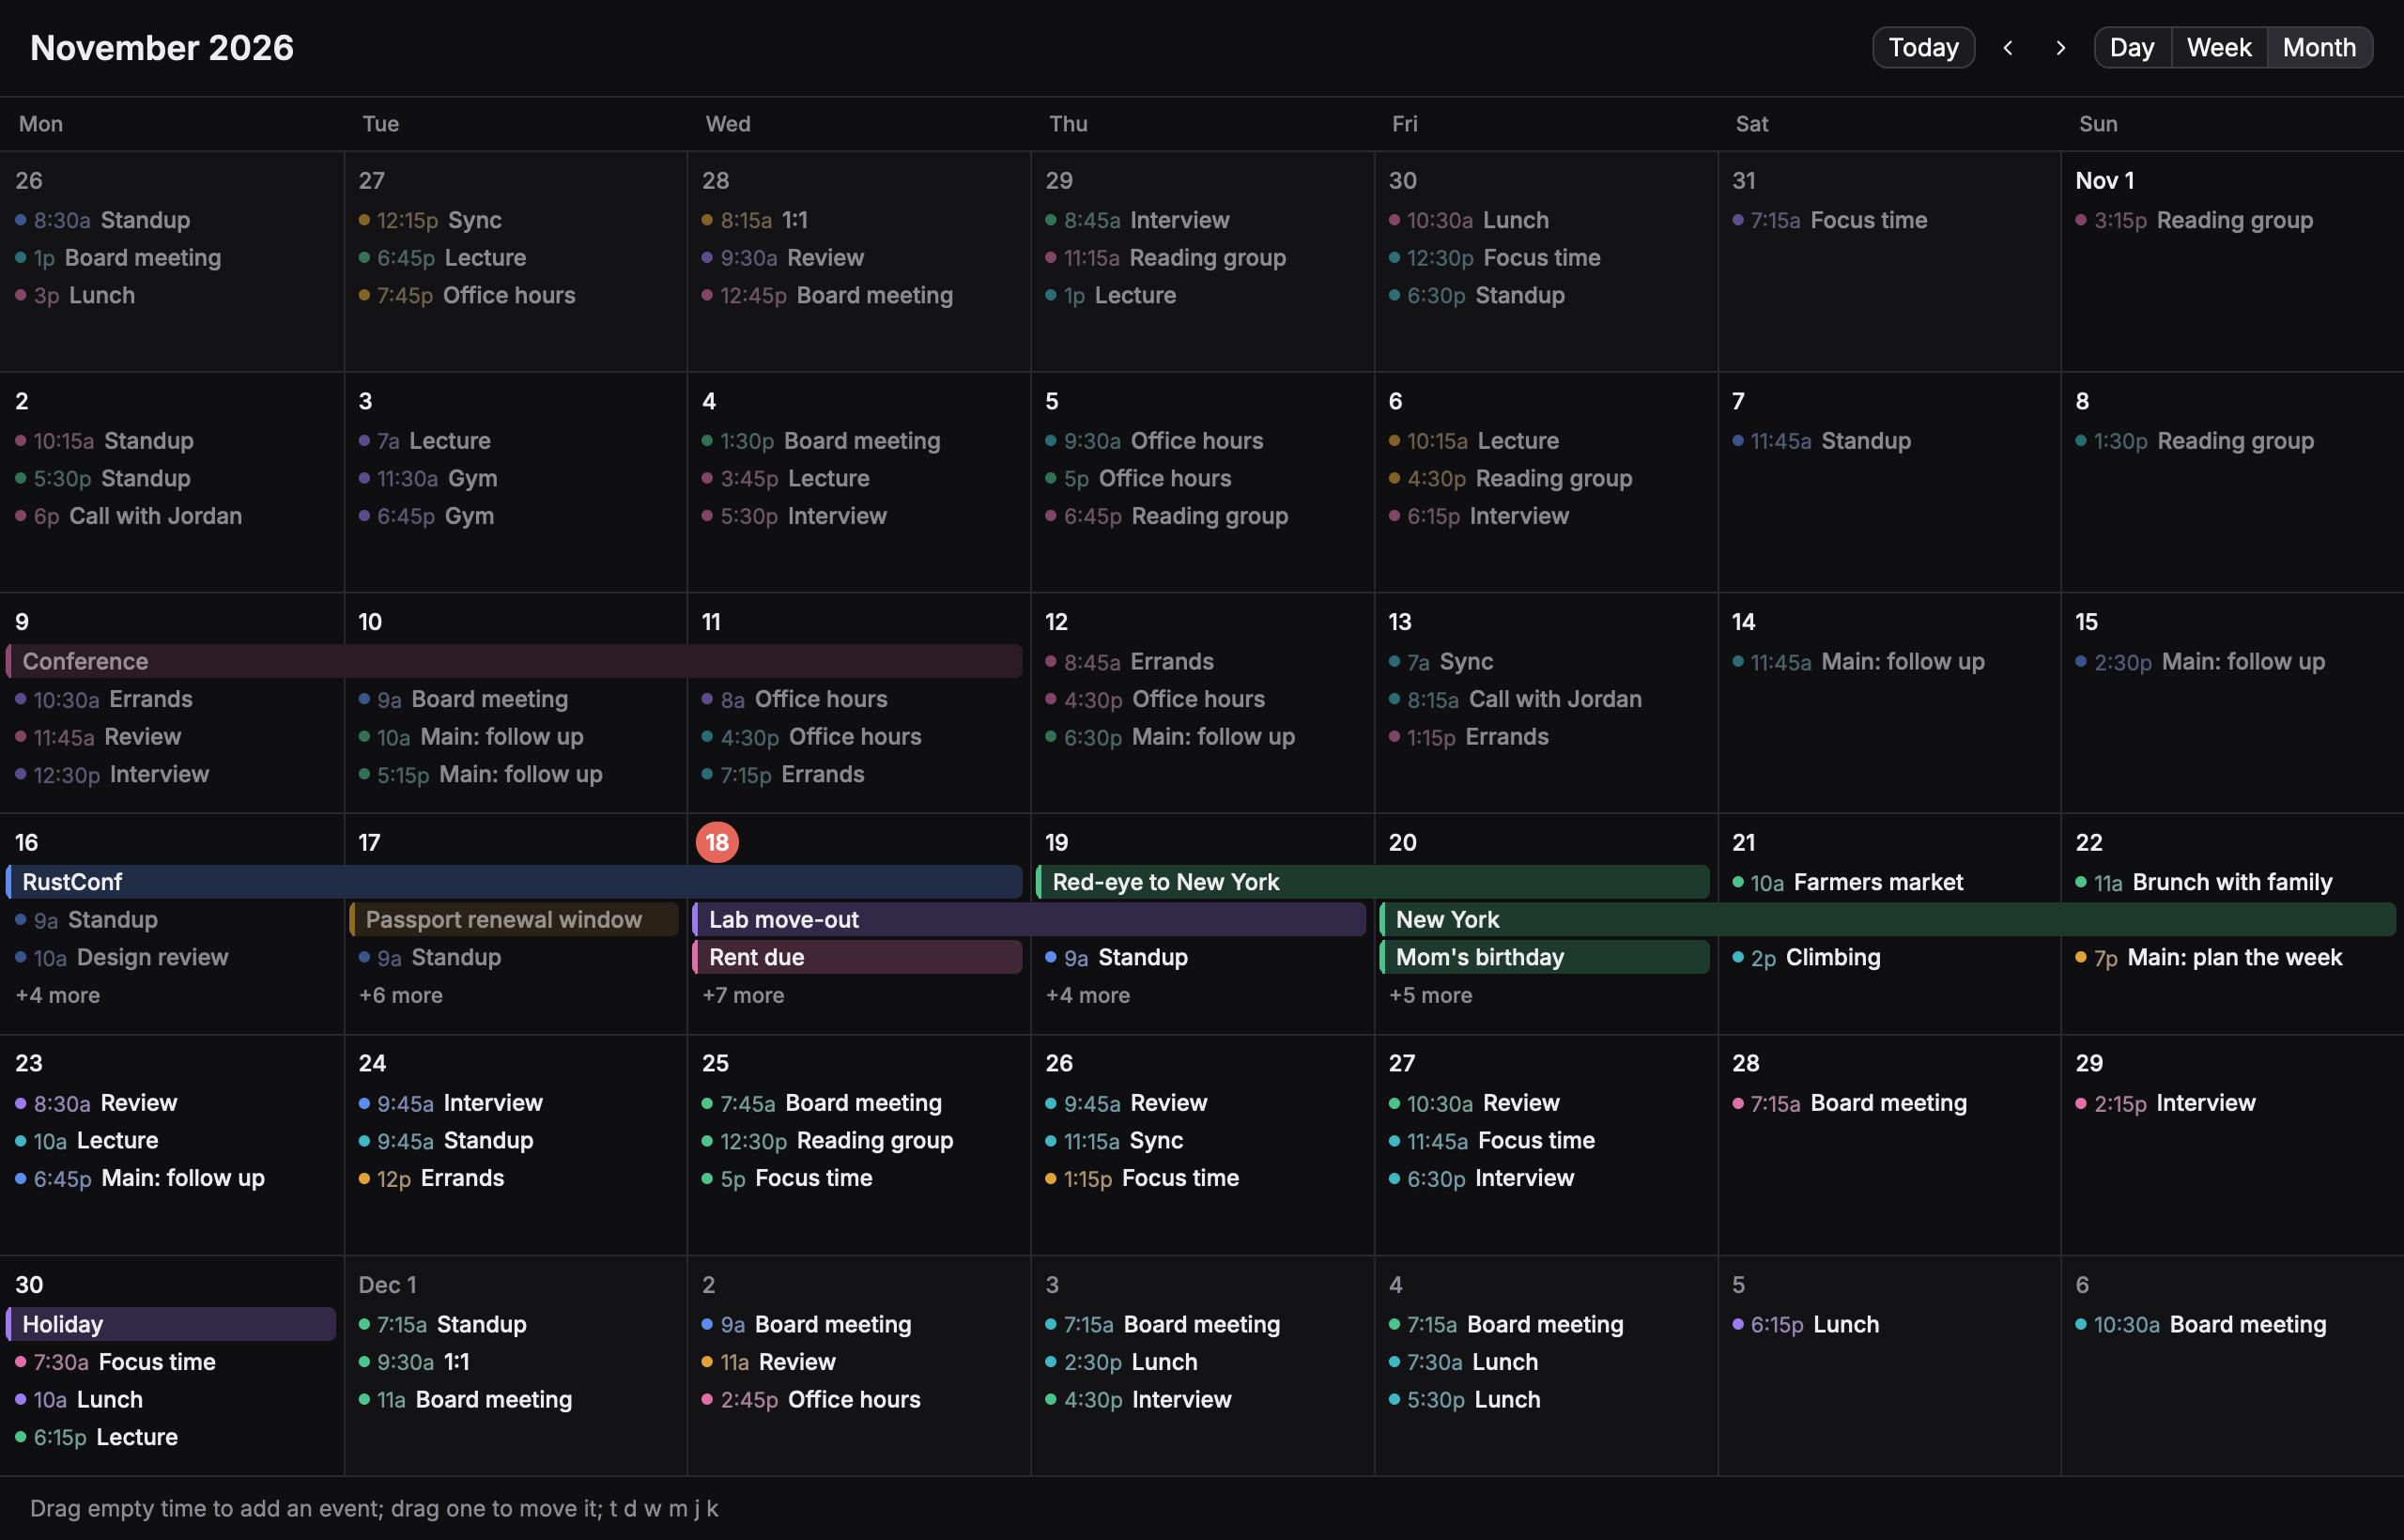 November 2026
Today
Day Week Month
Mon Tue Wed Thu Fri Sat Sun
26
8:30a Standup
1p Board meeting
3p Lunch
27
12:15p Sync
6:45p Lecture
7:45p Office hours
28
8:15a 1:1
9:30a Review
12:45p Board meeting
29
8:45a Interview
11:15a Reading group
1p Lecture
30
10:30a Lunch
12:30p Focus time
6:30p Standup
31
7:15a Focus time
Nov 1
3:15p Reading group
2
10:15a Standup
5:30p Standup
6p Call with Jordan
3
7a Lecture
11:30a Gym
6:45p Gym
4
1:30p Board meeting
3:45p Lecture
5:30p Interview
5
9:30a Office hours
5p Office hours
6:45p Reading group
6
10:15a Lecture
4:30p Reading group
6:15p Interview
7
11:45a Standup
8
1:30p Reading group
9
Conference
10:30a Errands
11:45a Review
12:30p Interview
10
9a Board meeting
10a Main: follow up
5:15p Main: follow up
11
8a Office hours
4:30p Office hours
7:15p Errands
12
8:45a Errands
4:30p Office hours
6:30p Main: follow up
13
7a Sync
8:15a Call with Jordan
1:15p Errands
14
11:45a Main: follow up
15
2:30p Main: follow up
16
RustConf
9a Standup
10a Design review
+4 more
17
Passport renewal window
9a Standup
+6 more
18
Lab move-out
Rent due
+7 more
19
Red-eye to New York
9a Standup
+4 more
20
New York
Mom's birthday
+5 more
21
10a Farmers market
2p Climbing
22
11a Brunch with family
7p Main: plan the week
23
8:30a Review
10a Lecture
6:45p Main: follow up
24
9:45a Interview
9:45a Standup
12p Errands
25
7:45a Board meeting
12:30p Reading group
5p Focus time
26
9:45a Review
11:15a Sync
1:15p Focus time
27
10:30a Review
11:45a Focus time
6:30p Interview
28
7:15a Board meeting
29
2:15p Interview
30
Holiday
7:30a Focus time
10a Lunch
6:15p Lecture
Dec 1
7:15a Standup
9:30a 1:1
11a Board meeting
2
9a Board meeting
11a Review
2:45p Office hours
3
7:15a Board meeting
2:30p Lunch
4:30p Interview
4
7:15a Board meeting
7:30a Lunch
5:30p Lunch
5
6:15p Lunch
6
10:30a Board meeting
Drag empty time to add an event; drag one to move it; t d w m j k